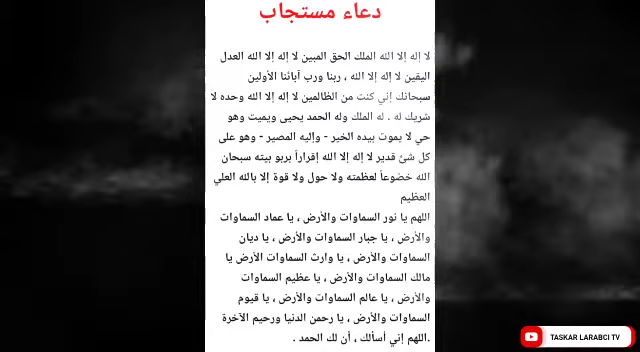 دعاء مستجاب
لا إله إلا الله الملك الحق المبين لا إله إلا الله العدل
اليقين لا إله إلا الله ، ربنا ورب آبائنا الأولين
سبحانك إني كنت من الظالمين لا إله إلا الله وحده لا
شريك له . له الملك وله الحمد يحيى ويميت وهو
حي لا يموت بيده الخير - وإليه المصير - وهو على
كل شئ قدير لا إله إلا الله إقراراً بربو بيته سبحان
الله خضوعاً لعظمته ولا حول ولا قوة إلا بالله العلي
العظيم
اللهم يا نور السماوات والأرض ، يا عماد السماوات
والأرض ، يا جبار السماوات والأرض ، يا ديان
السماوات والأرض ، يا وارث السماوات الأرض يا
مالك السماوات والأرض ، يا عظيم السماوات
والأرض ، يا عالم السماوات والأرض ، يا قيوم
السماوات والأرض ، يا رحمن الدنيا ورحيم الآخرة
.اللهم إني أسألك ، أن لك الحمد .
TASKAR LARABCI TV